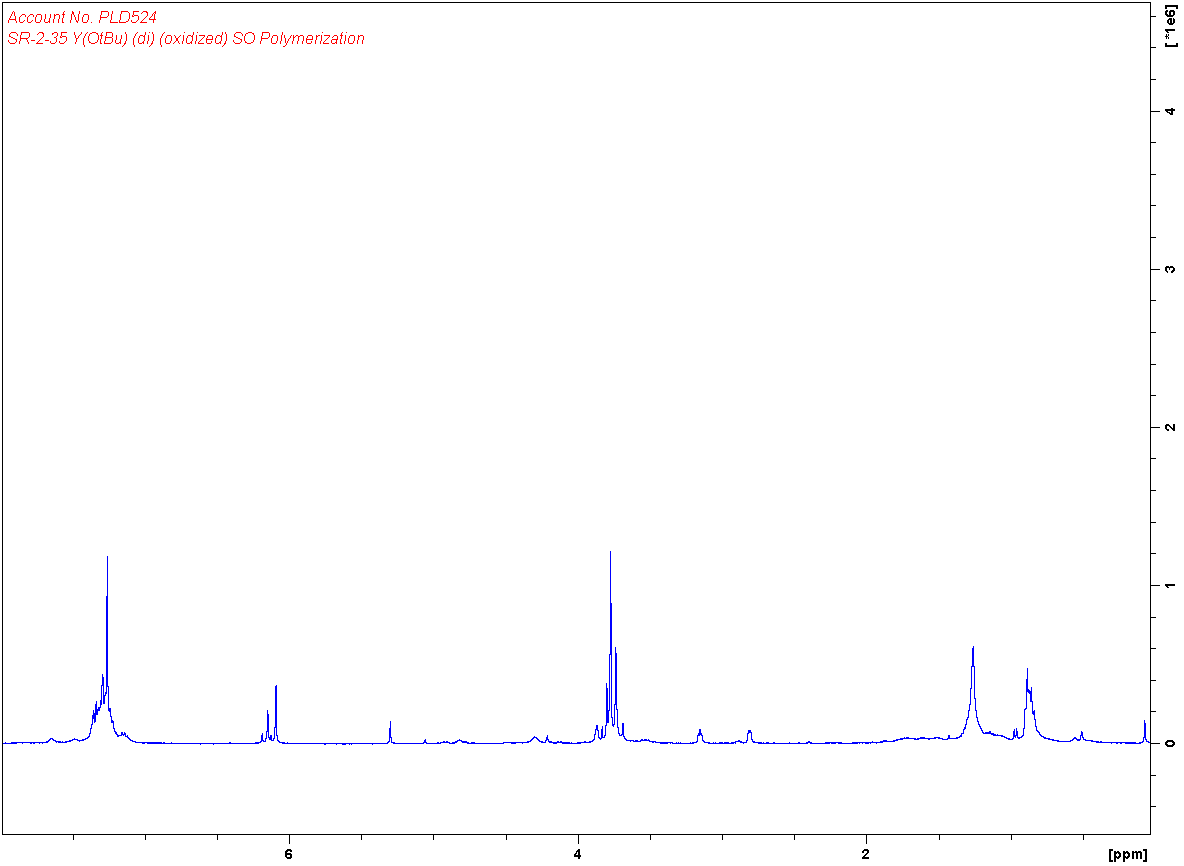 Account No. PLD524
SR-2-35 Y(OtBu) (di) (oxidized) SO Polymerization
[ *1e6]
4
3
2
1
0
6
4
2
[ppm]